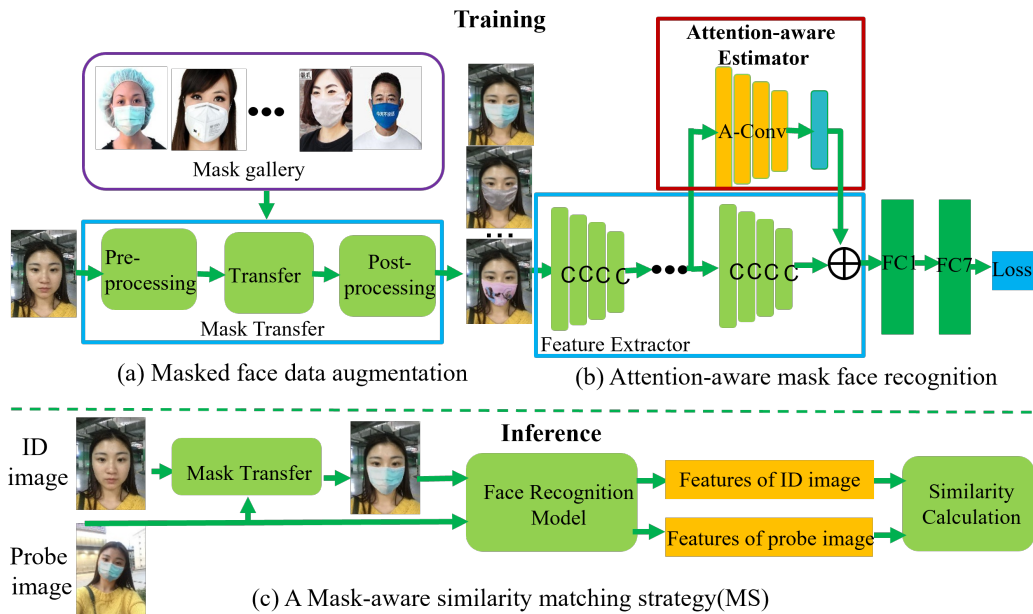 Training
Mask gallery
Pre-
processing
Transfer
Post-
processing
Mask Transfer
(a) Masked face data augmentation
Attention-aware
Estimator
A-Conv
C C C C
C C C C
Feature Extractor
FC1
FC7
Loss
(b) Attention-aware mask face recognition
Inference
ID
image
Mask Transfer
Probe
image
Face Recognition
Model
Features of ID image
Features of probe image
Similarity
Calculation
(c) A Mask-aware similarity matching strategy(MS)